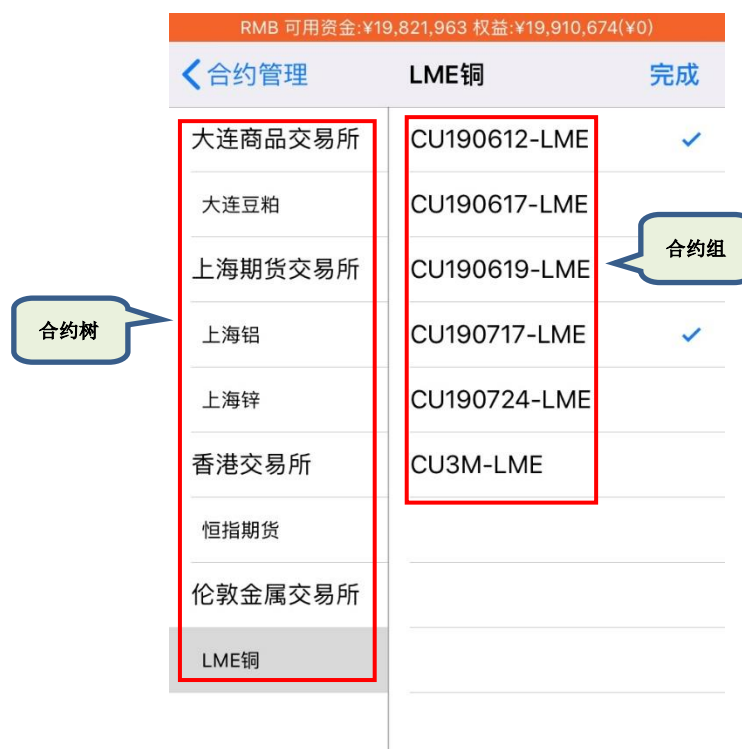 RMB 可用资金:¥19,821,963 权益:¥19,910,674(¥0)
合约管理
LME铜
完成
大连商品交易所
大连豆粕
上海期货交易所
上海铝
上海锌
香港交易所
恒指期货
伦敦金属交易所
LME铜
CU190612-LME
CU190617-LME
CU190619-LME
CU190717-LME
CU190724-LME
CU3M-LME
合约树
合约组